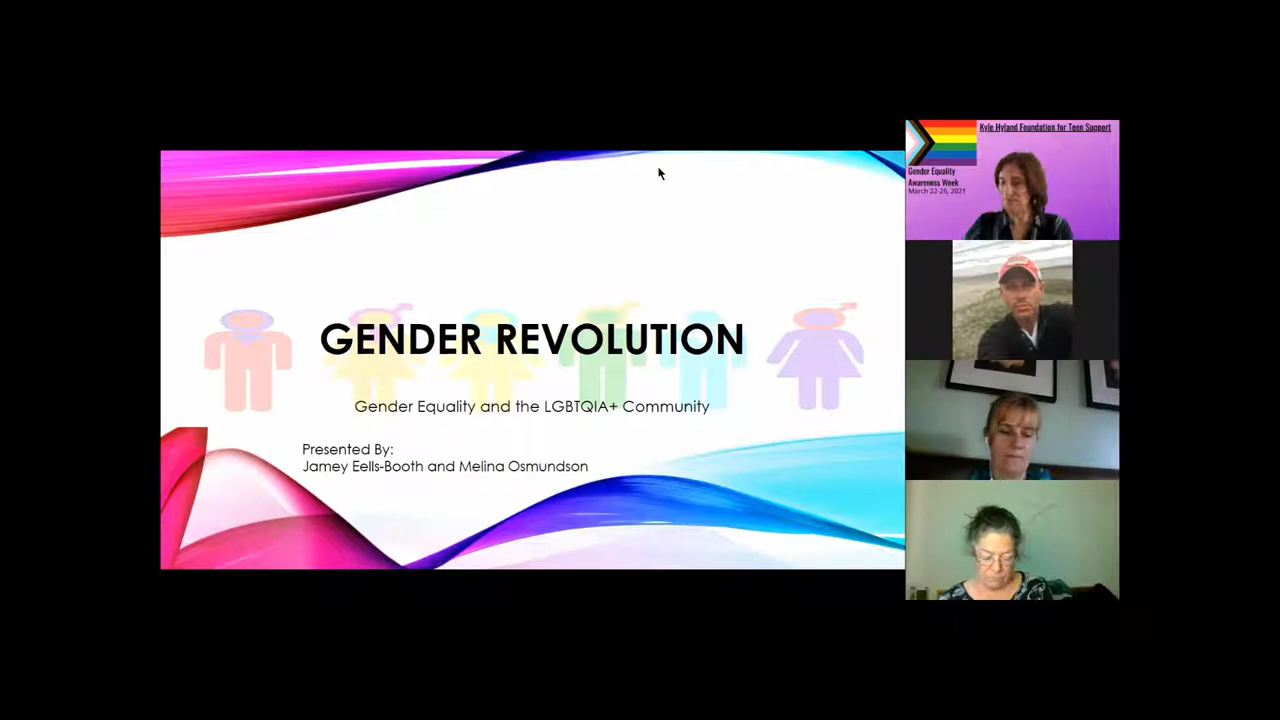 GENDER REVOLUTION
Gender Equality and the LGBTQIA+ Community
Presented By:
Jamey Eells-Booth and Melina Osmundson
Kyle Hyland Foundation for Teen Support
Gender Equality
Awareness Week
March 22-26, 2021